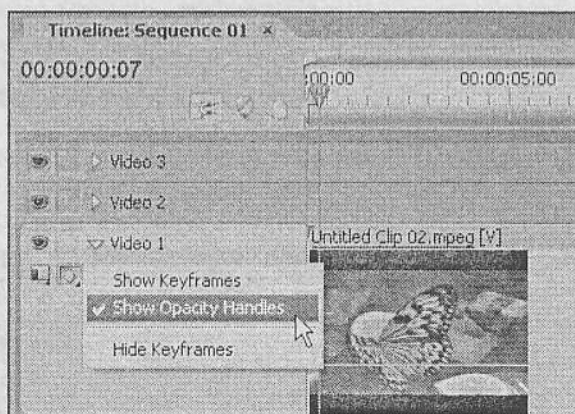 Timeline: Sequence 01 ×
00:00:00:07
:00:00 00:00:05:00
Video 3
Video 2
Video 1
Untitled Clip 02.mpeg [V]
Show Keyframes
Show Opacity Handles
Hide Keyframes